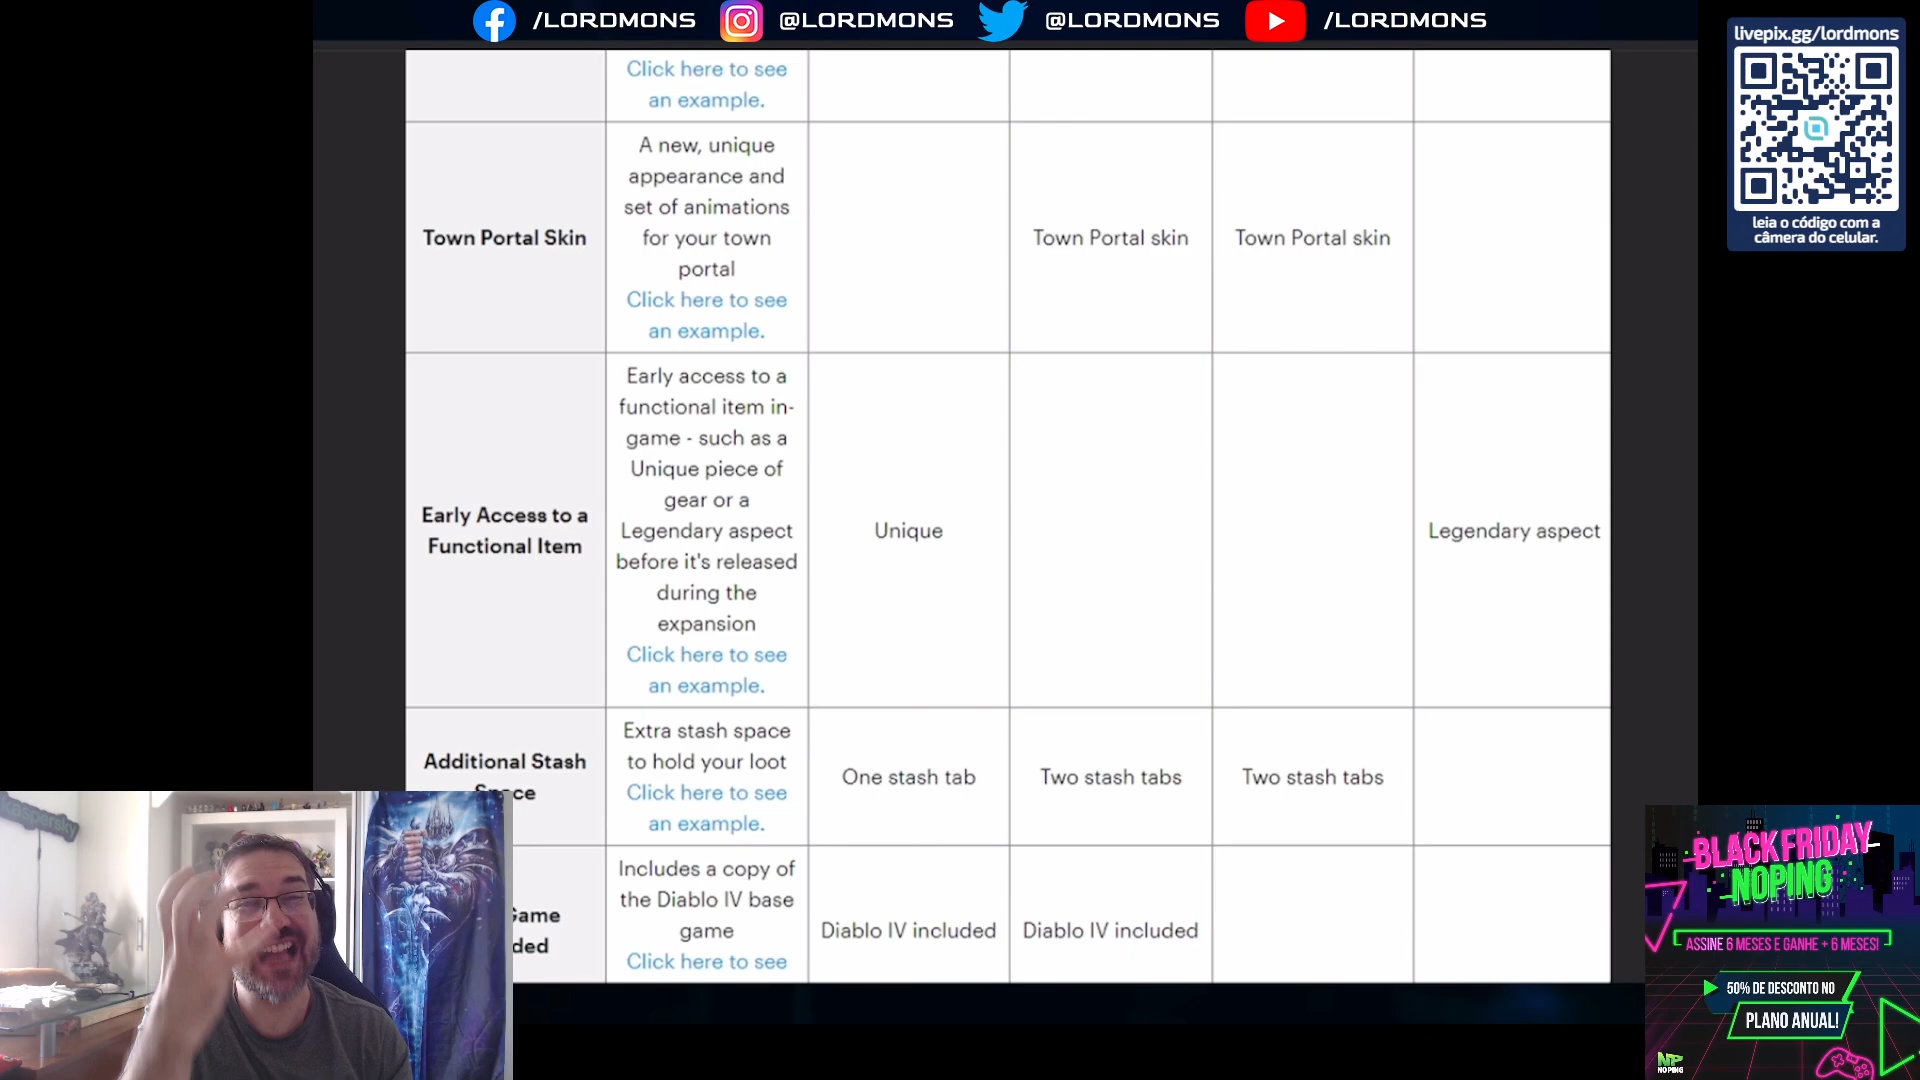 /LORDMONS
@LORDMONS
@LORDMONS
/LORDMONS
livepix.gg/lordmons
leia o código com a
câmera do celular.
Click here to see
an example.
Town Portal Skin
A new, unique
appearance and
set of animations
for your town
portal
Click here to see
an example.
Town Portal skin
Town Portal skin
Early Access to a
Functional Item
Early access to a
functional item in-
game - such as a
Unique piece of
gear or a
Legendary aspect
before it's released
during the
expansion
Click here to see
an example.
Unique
Legendary aspect
Additional Stash
Space
Extra stash space
to hold your loot
Click here to see
an example.
One stash tab
Two stash tabs
Two stash tabs
Game
ded
Includes a copy of
the Diablo IV base
game
Click here to see
Diablo IV included
Diablo IV included
kaspersky
BLACK FRIDAY
NOPING
ASSINE 6 MESES E GANHE + 6 MESES!
50% DE DESCONTO NO
PLANO ANUAL!
NP
NOPING